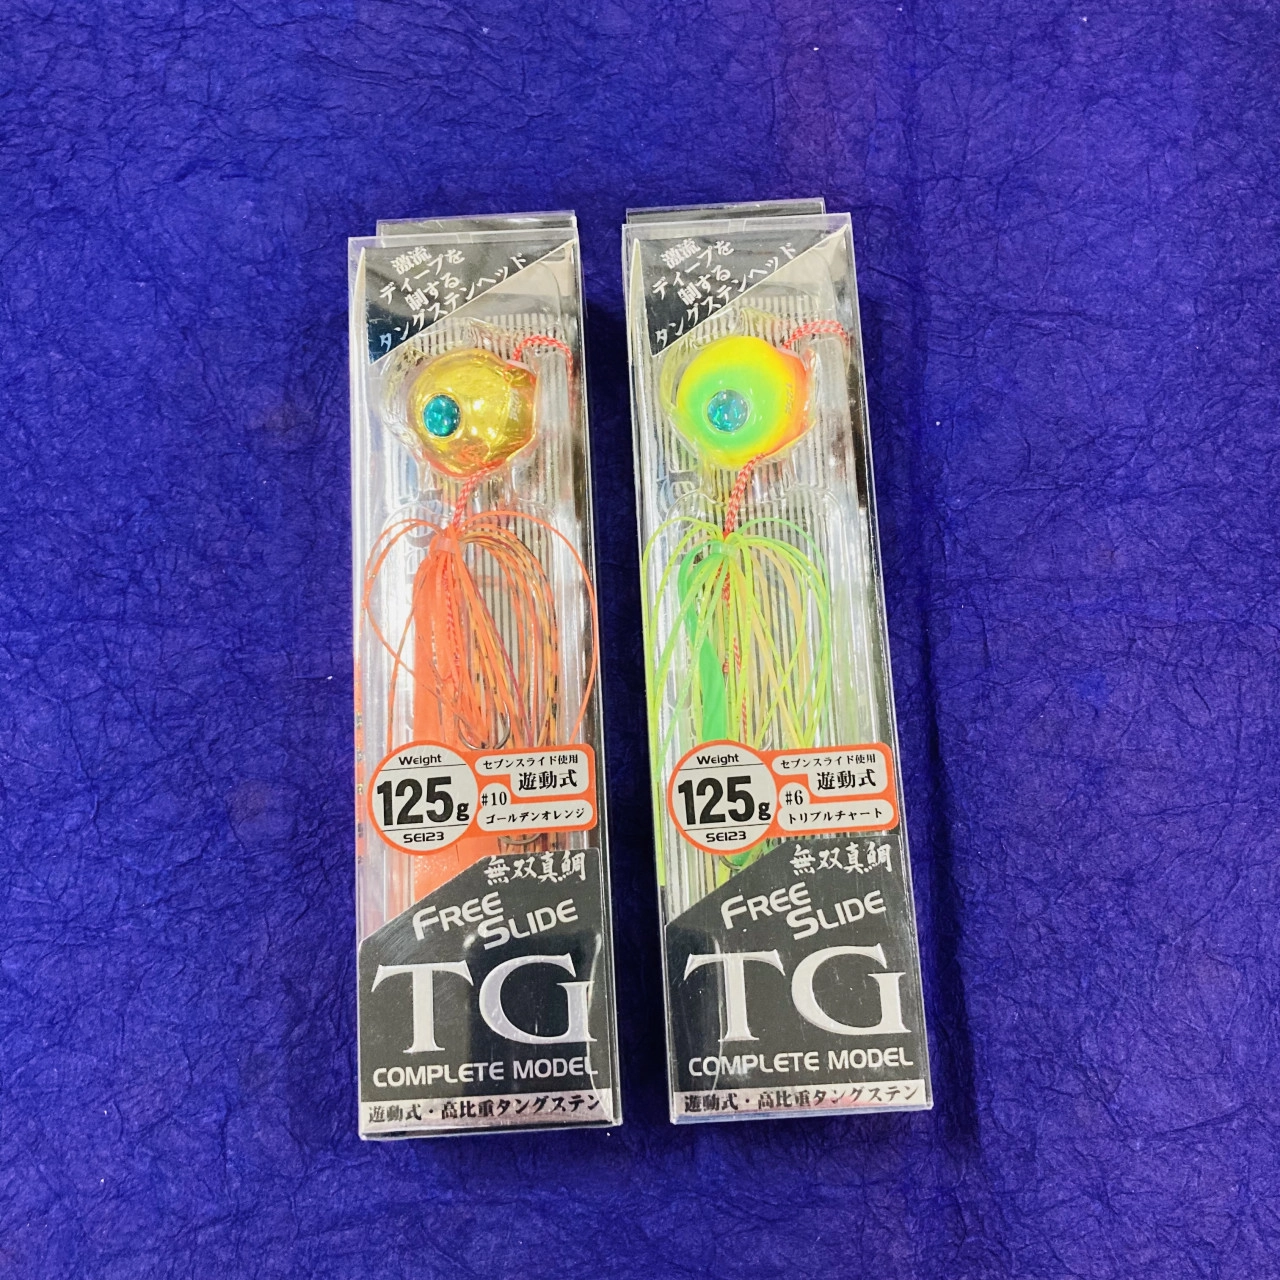 激流
ディープを
制する
タングステンヘッド
Weight
125g
SE123
セブンスライド使用
遊動式
#10
ゴールデンオレンジ
無双真鯛
FREE
SLIDE
TG
COMPLETE MODEL
遊動式・高比重タングステン
激流
ディープを
制する
タングステンヘッド
Weight
125g
SE123
セブンスライド使用
遊動式
#6
トリプルチャート
無双真鯛
FREE
SLIDE
TG
COMPLETE MODEL
遊動式・高比重タングステン